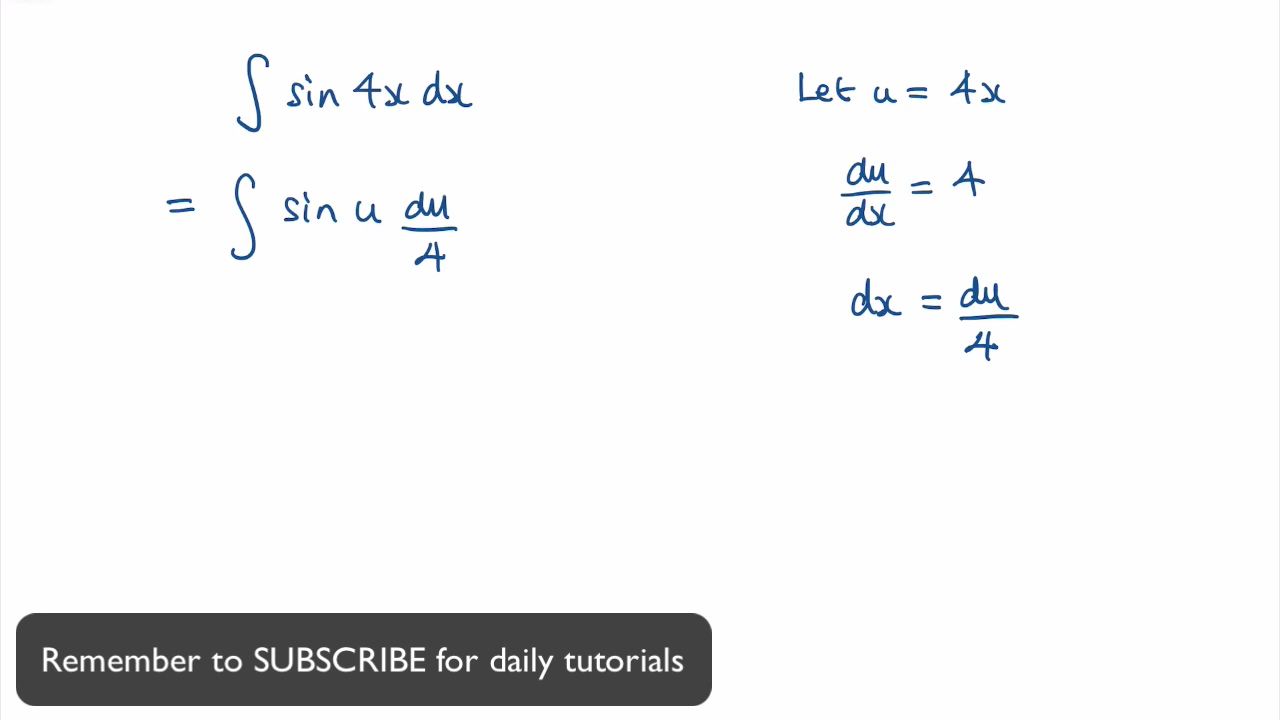 ∫ sin 4x dx
= ∫ sin u du/4
Let u = 4x
du/dx = 4
dx = du/4
Remember to SUBSCRIBE for daily tutorials